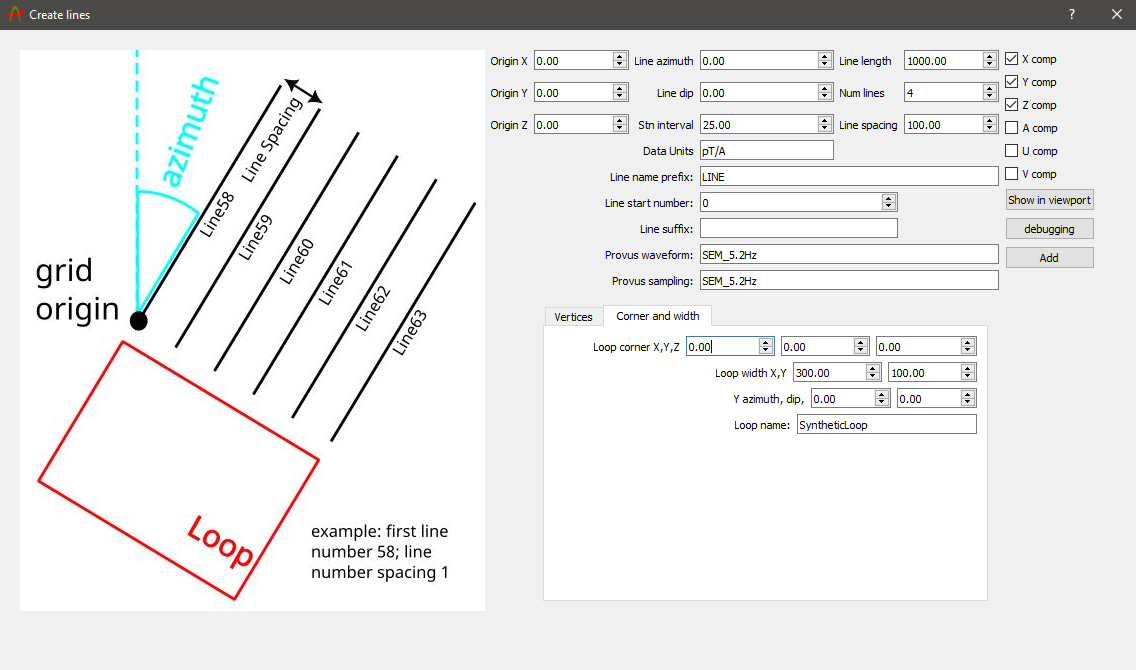 Create lines
?
azimuth
Line Spacing
Line58
Line59
Line60
Line61
Line62
Line63
grid
origin
Loop
example: first line
number 58; line
number spacing 1
Origin X 0.00 Line azimuth 0.00 Line length 1000.00 X comp
Y comp
Origin Y 0.00 Line dip 0.00 Num lines 4
Z comp
Origin Z 0.00 Stn interval 25.00 Line spacing 100.00 A comp
Data Units pT/A U comp
Line name prefix: LINE V comp
Line start number: 0 Show in viewport
Line suffix: debugging
Provus waveform: SEM_5.2Hz Add
Provus sampling: SEM_5.2Hz
Vertices Corner and width
Loop corner X,Y,Z 0.00 0.00 0.00
Loop width X,Y 300.00 100.00
Y azimuth, dip, 0.00 0.00
Loop name: SyntheticLoop